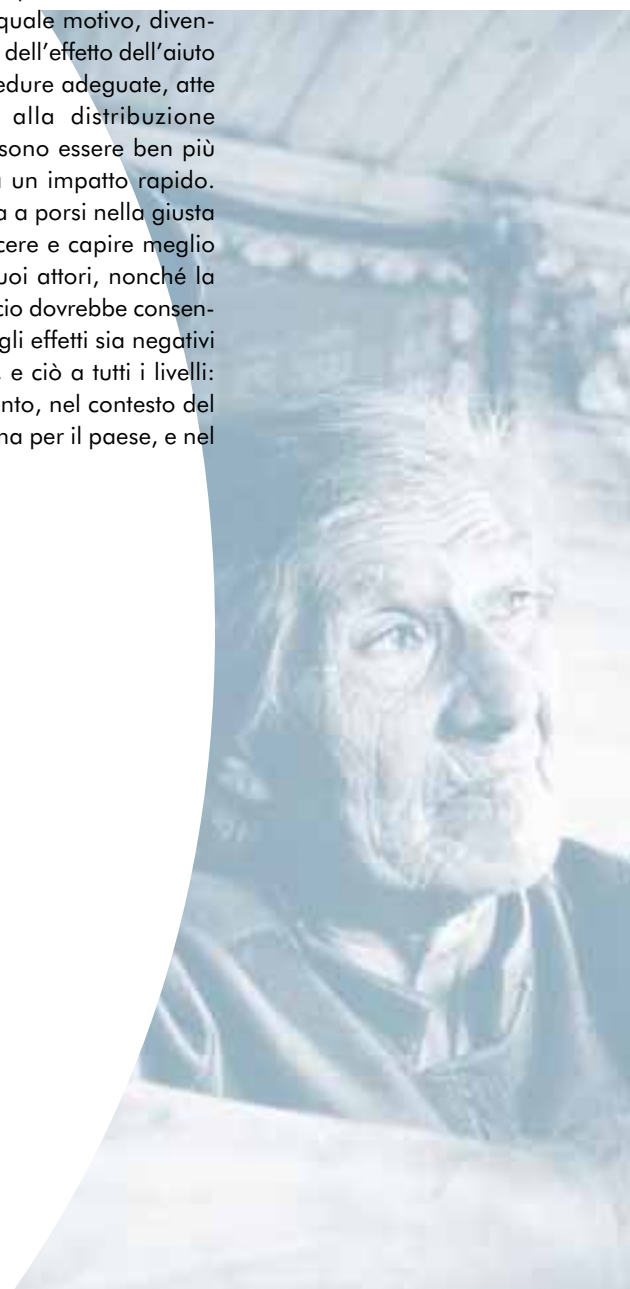 quale motivo, diven-
dell'effetto dell'aiuto
edure adeguate, atte
alla distribuzione
sono essere ben più
un impatto rapido.
a a porsi nella giusta
cere e capire meglio
uoi attori, nonché la
cio dovrebbe consen-
gli effetti sia negativi
e ciò a tutti i livelli:
nto, nel contesto del
na per il paese, e nel